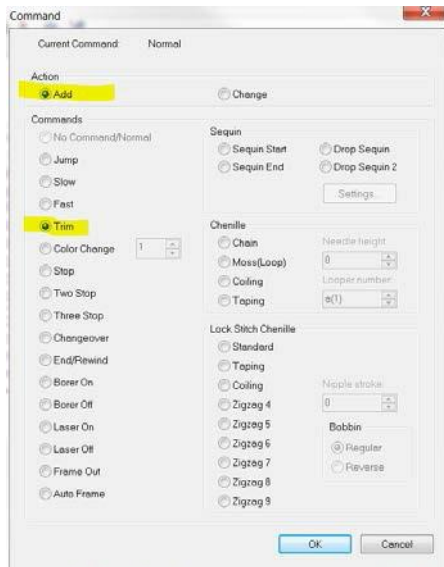 Command
Current Command: Normal
Action
Add
Change
Commands
No Command/Normal
Jump
Slow
Fast
Trim
Color Change 1
Stop
Two Stop
Three Stop
Changeover
End/Rewind
Borer On
Borer Off
Laser On
Laser Off
Frame Out
Auto Frame
Sequin
Sequin Start
Drop Sequin
Sequin End
Drop Sequin 2
Settings...
Chenille
Chain
Needle height
Moss(Loop)
0
Coiling
Looper number
Taping
a(1)
Lock Stitch Chenille
Standard
Taping
Coiling
Nipple stroke:
Zigzag 4
0
Zigzag 5
Bobbin
Zigzag 6
Regular
Zigzag 7
Reverse
Zigzag 8
Zigzag 9
OK
Cancel